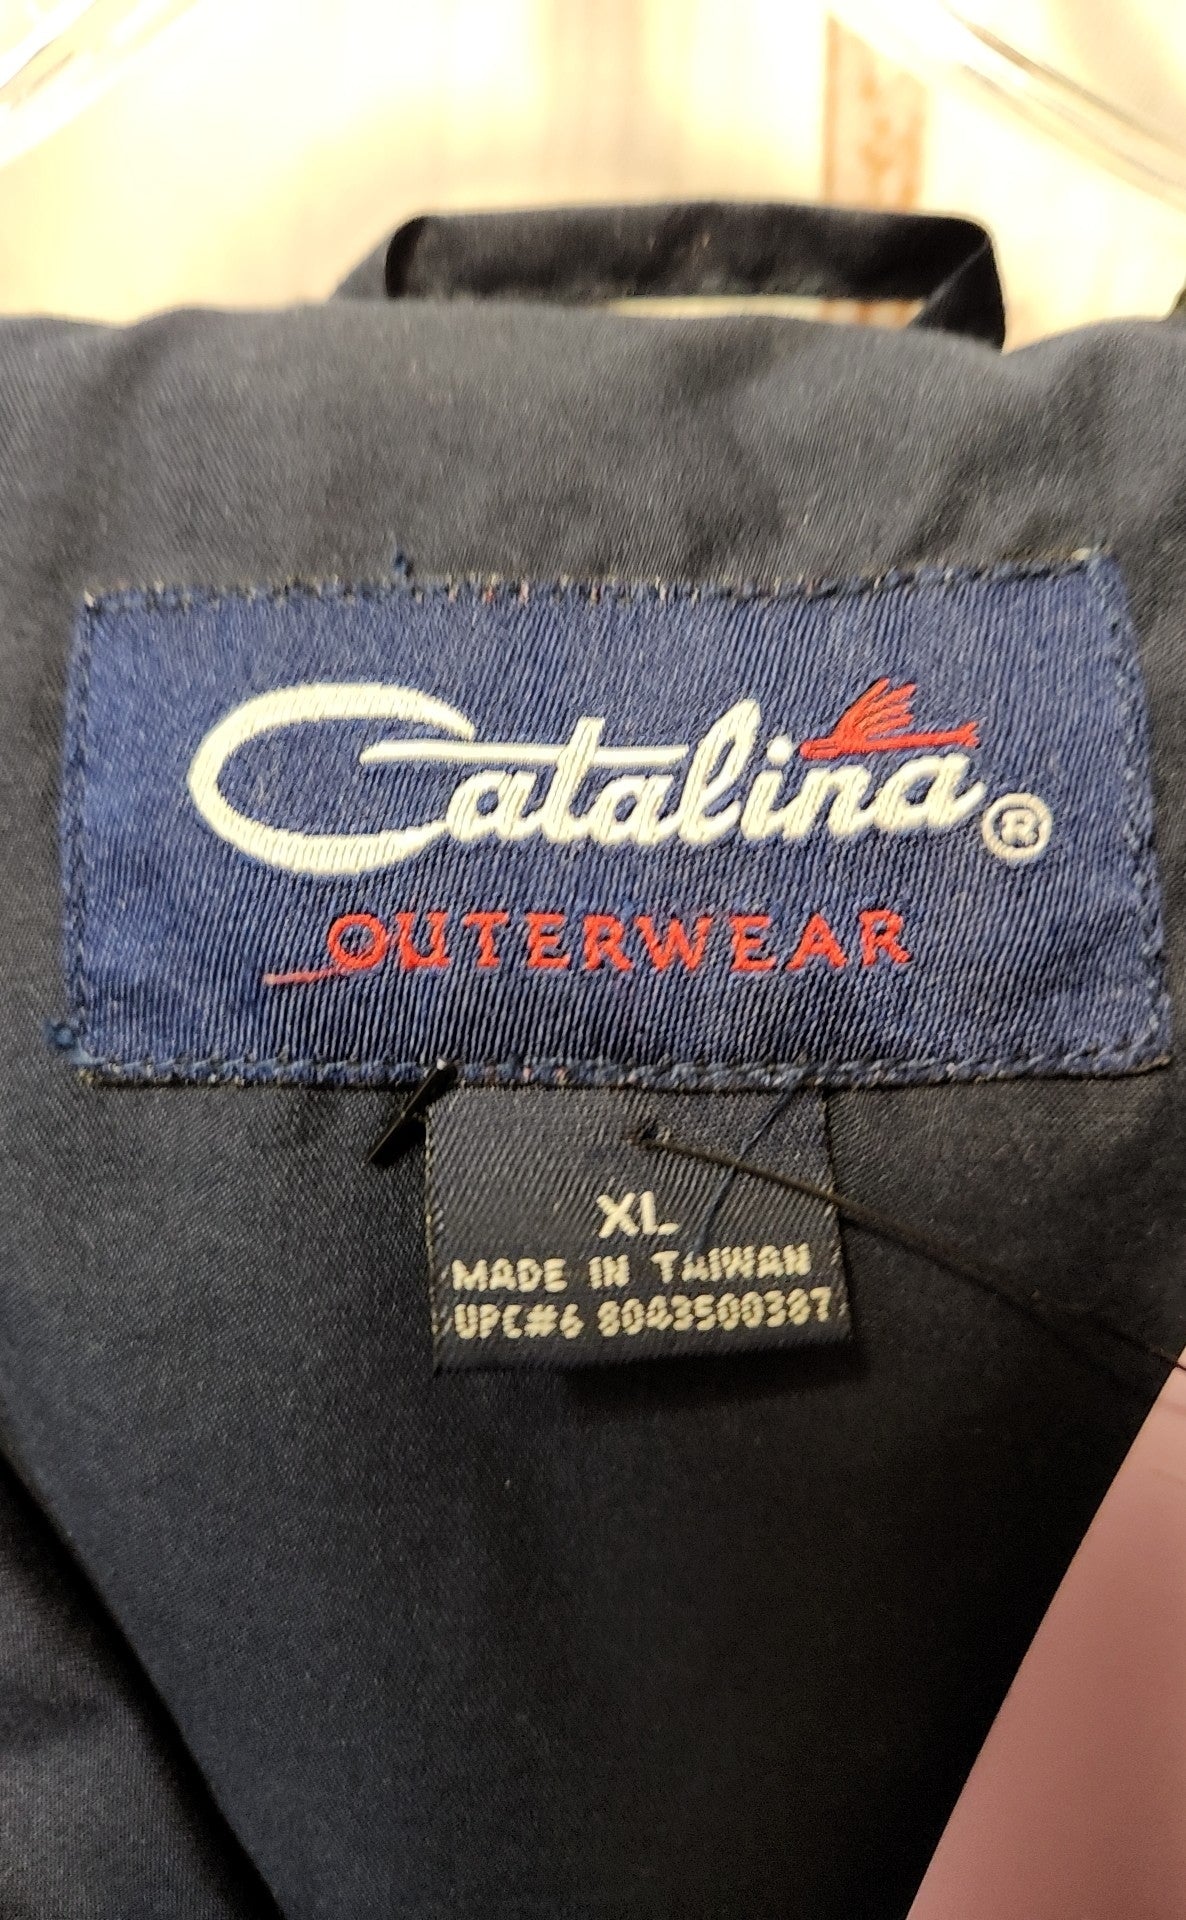 Catalina ®
OUTERWEAR
XL
MADE IN TAIWAN
UPC#6 8043500387